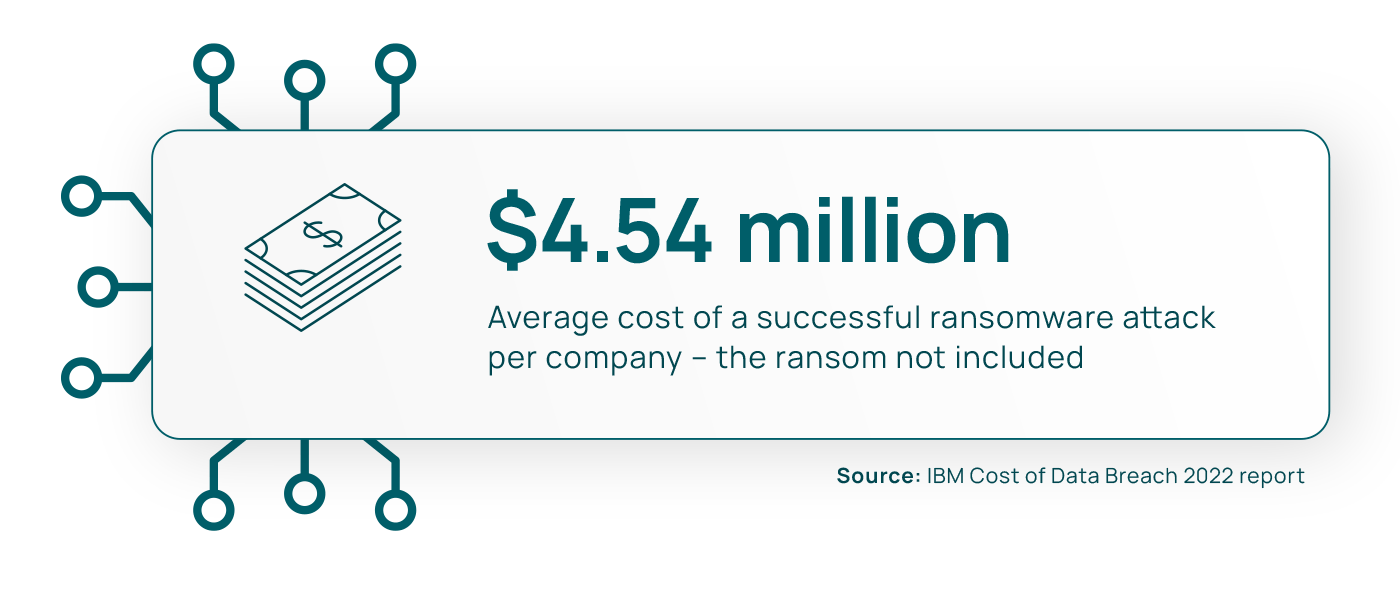 $4.54 million
Average cost of a successful ransomware attack
per company – the ransom not included
Source: IBM Cost of Data Breach 2022 report